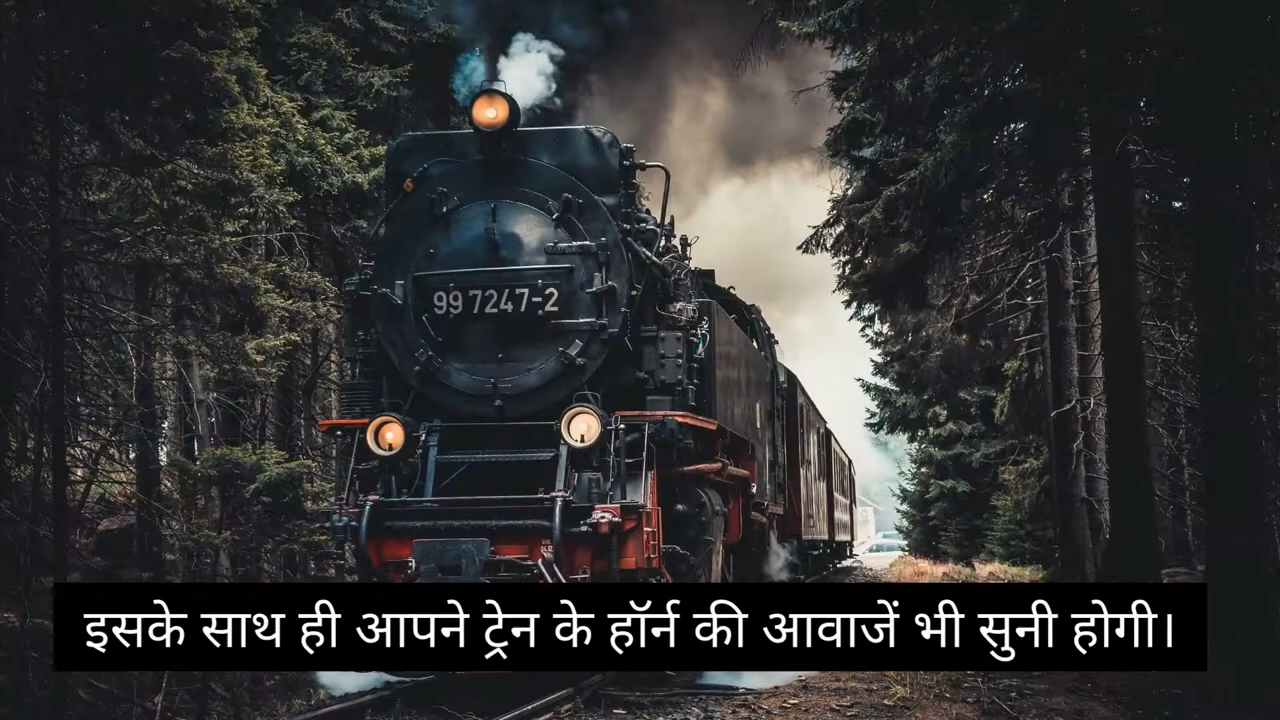 99 7247-2
इसके साथ ही आपने ट्रेन के हॉर्न की आवाजें भी सुनी होगी।